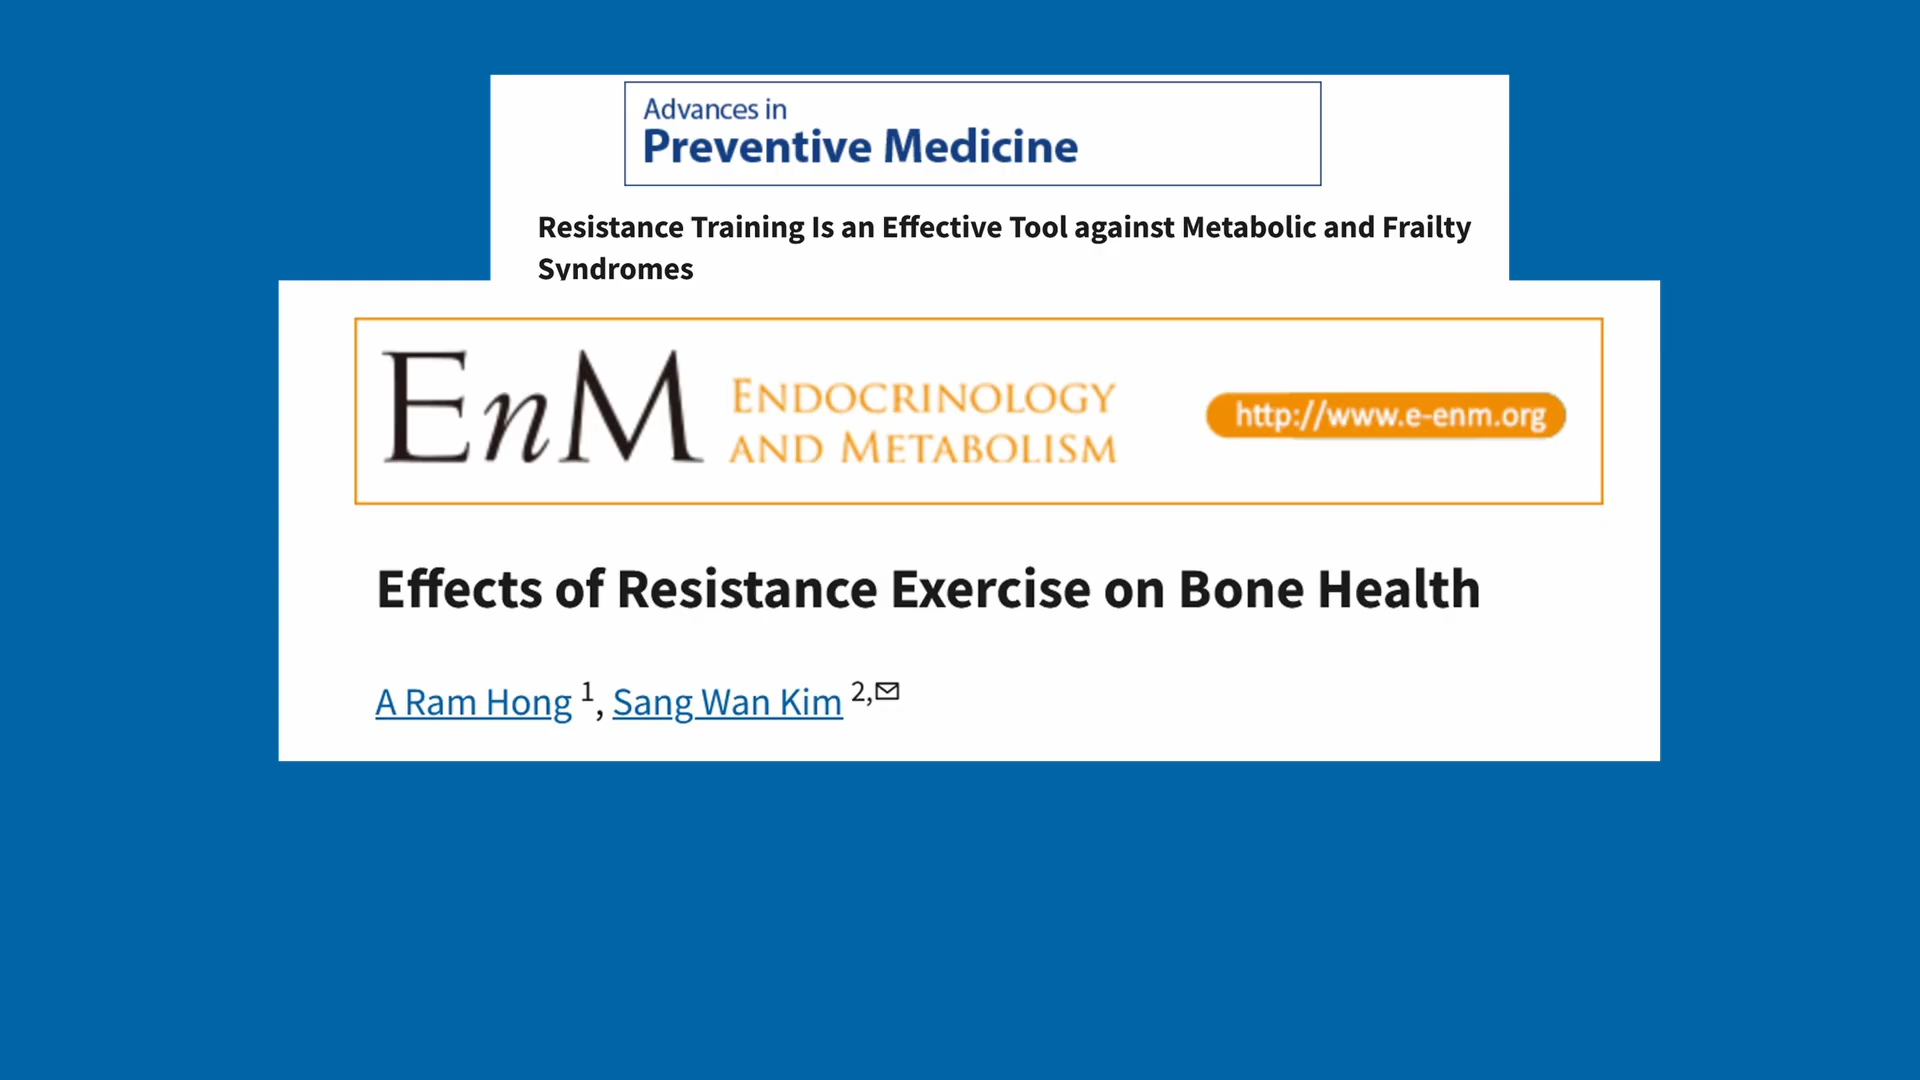 Advances in
Preventive Medicine
Resistance Training Is an Effective Tool against Metabolic and Frailty
Syndromes
EnM
ENDOCRINOLOGY
AND METABOLISM
http://www.e-enm.org
Effects of Resistance Exercise on Bone Health
A Ram Hong 1, Sang Wan Kim 2,✉